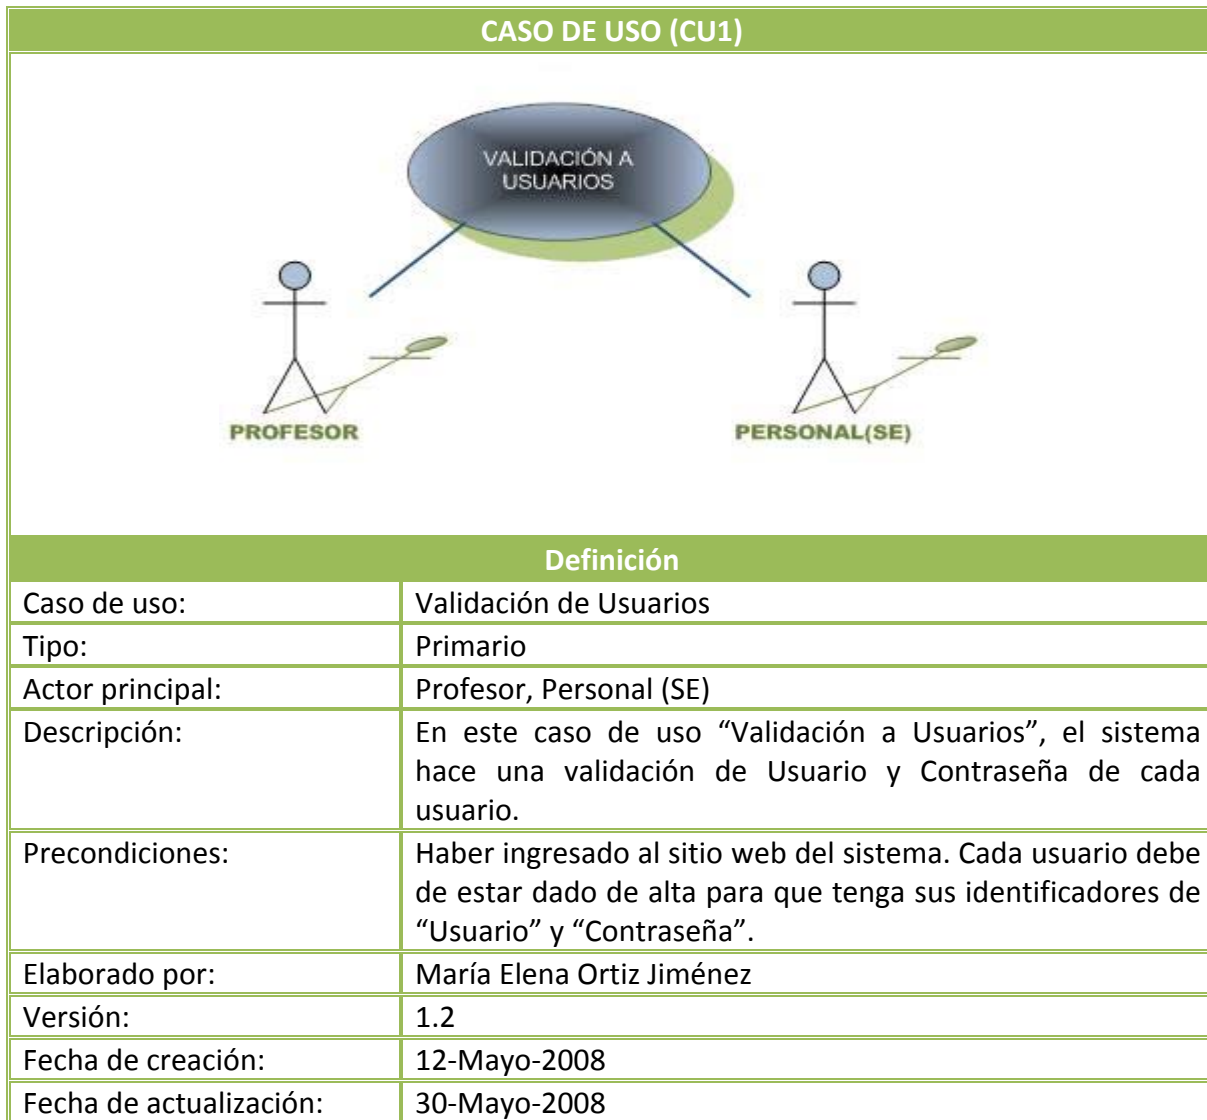 CASO DE USO (CU1)
VALIDACIÓN A
USUARIOS
PROFESOR
PERSONAL(SE)
Definición
Caso de uso: Validación de Usuarios
Tipo: Primario
Actor principal: Profesor, Personal (SE)
Descripción: En este caso de uso “Validación a Usuarios”, el sistema
hace una validación de Usuario y Contraseña de cada
usuario.
Precondiciones: Haber ingresado al sitio web del sistema. Cada usuario debe
de estar dado de alta para que tenga sus identificadores de
“Usuario” y “Contraseña”.
Elaborado por: María Elena Ortiz Jiménez
Versión: 1.2
Fecha de creación: 12-Mayo-2008
Fecha de actualización: 30-Mayo-2008